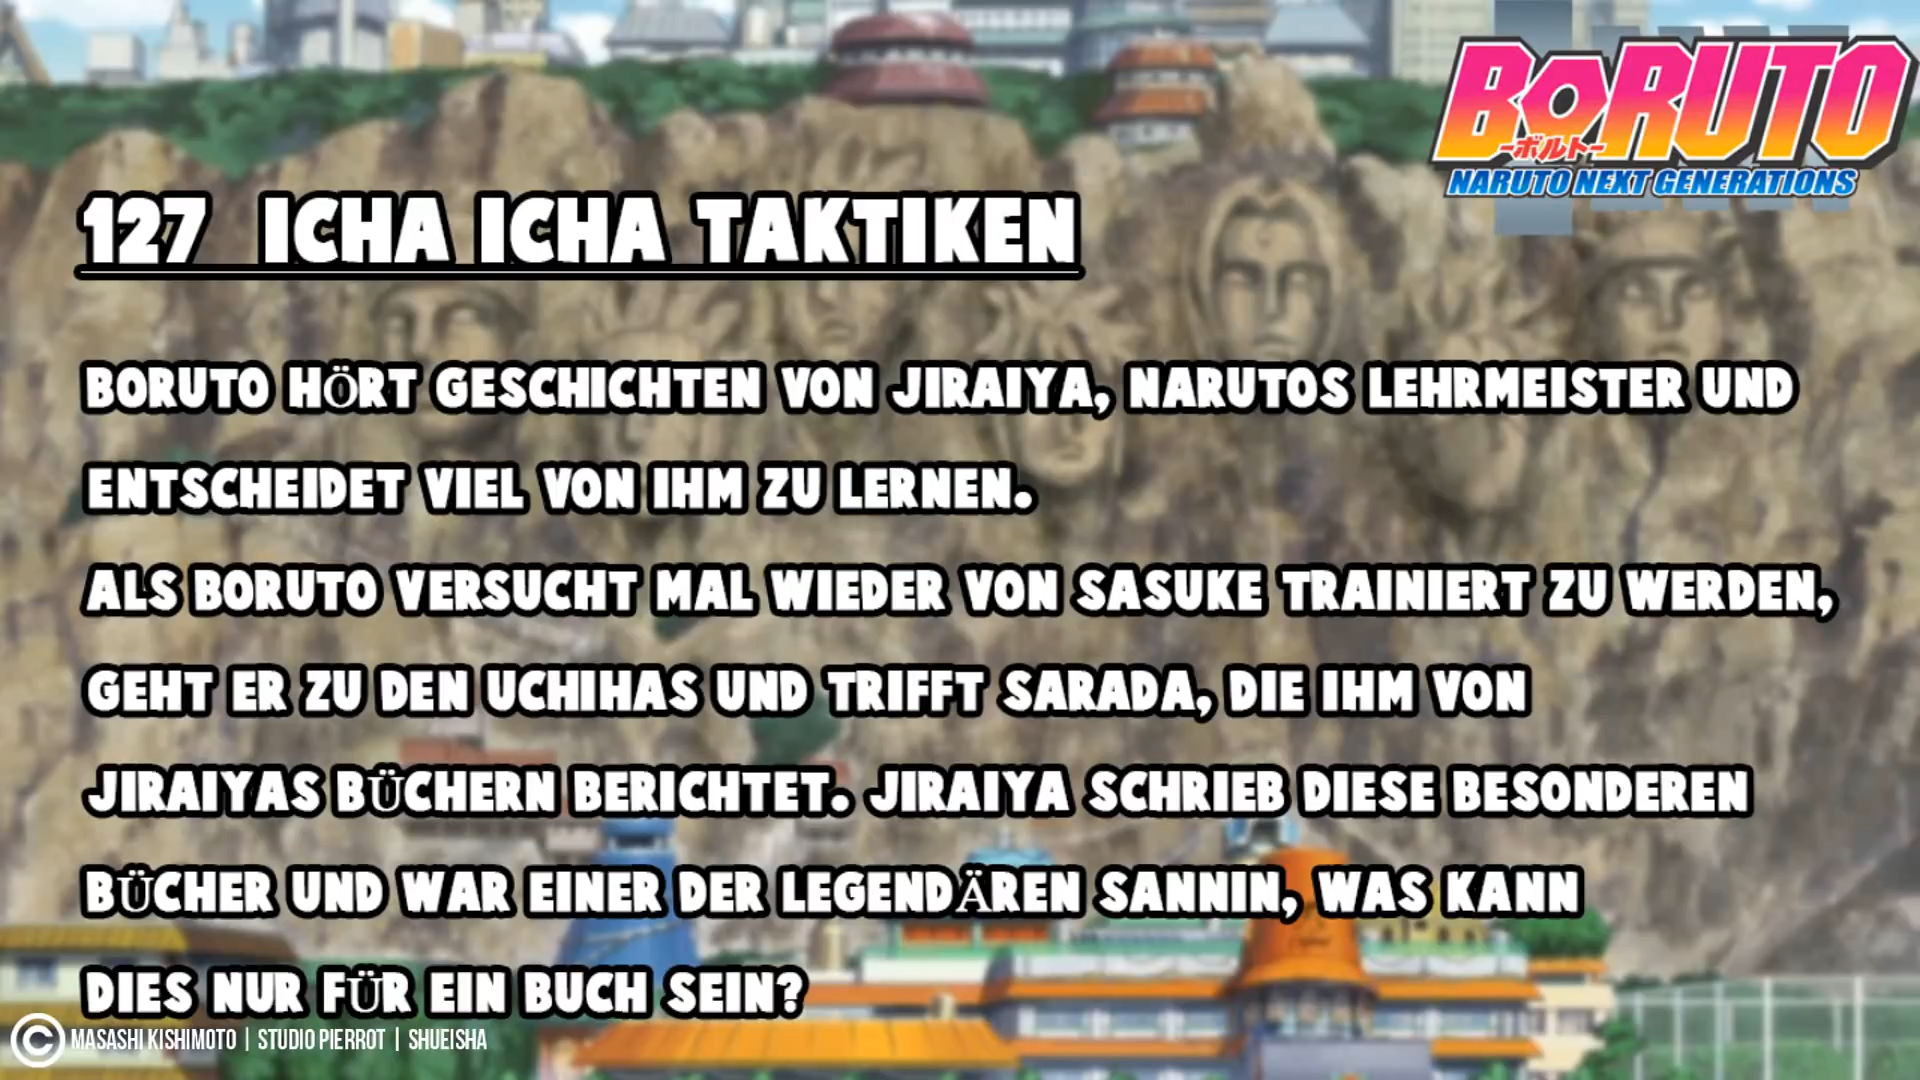 BORUTO
-ボルト-
NARUTO NEXT GENERATIONS
127 ICHA ICHA TAKTIKEN
BORUTO HÖRT GESCHICHTEN VON JIRAIYA, NARUTOS LEHRMEISTER UND
ENTSCHEIDET VIEL VON IHM ZU LERNEN.
ALS BORUTO VERSUCHT MAL WIEDER VON SASUKE TRAINIERT ZU WERDEN,
GEHT ER ZU DEN UCHIHAS UND TRIFFT SARADA, DIE IHM VON
JIRAIYAS BÜCHERN BERICHTET. JIRAIYA SCHRIEB DIESE BESONDEREN
BÜCHER UND WAR EINER DER LEGENDÄREN SANNIN, WAS KANN
DIES NUR FÜR EIN BUCH SEIN?
© MASASHI KISHIMOTO | STUDIO PIERROT | SHUEISHA